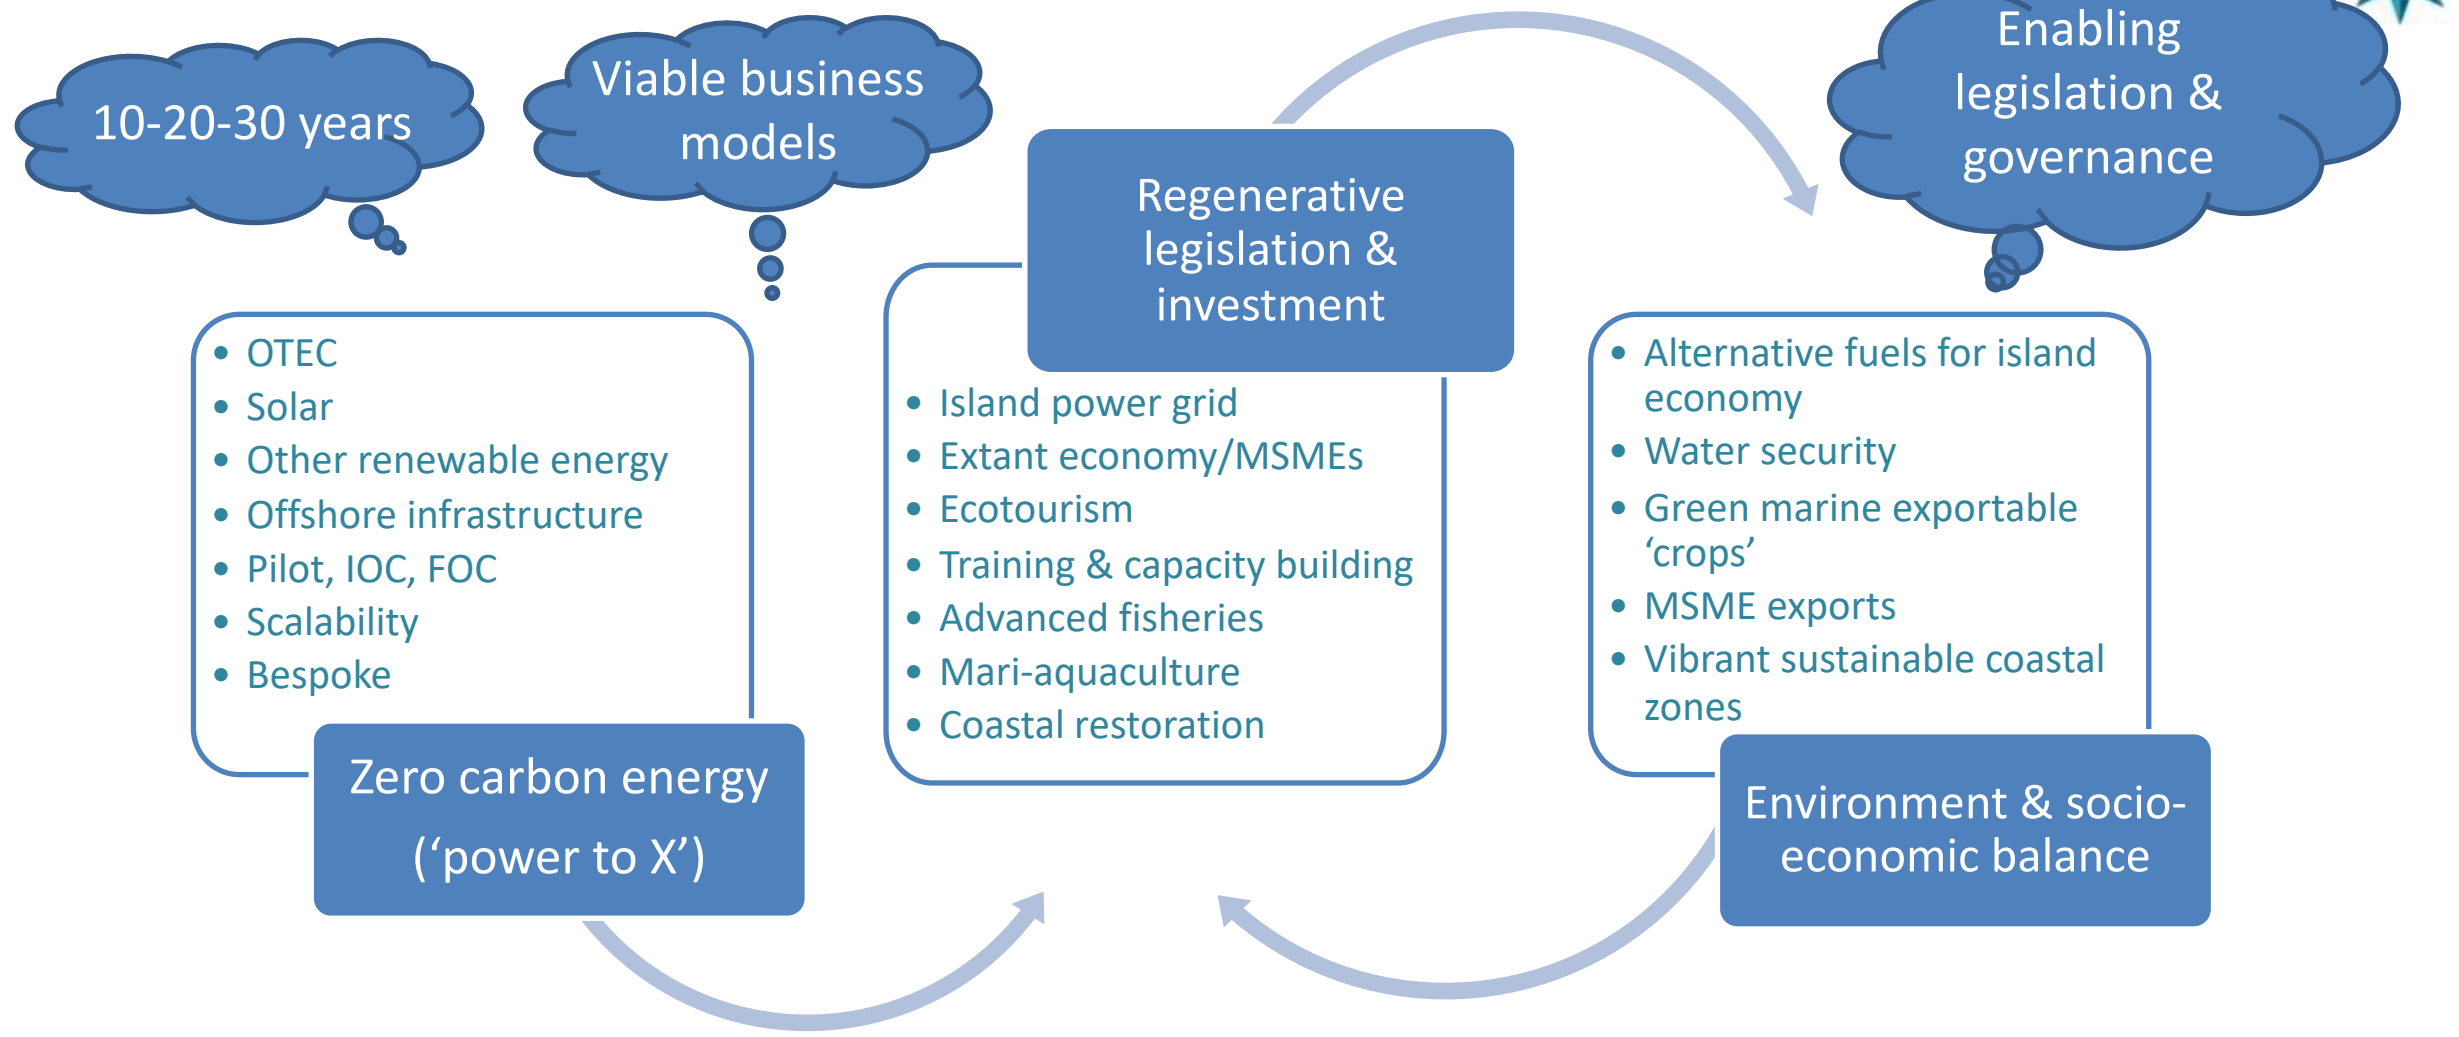 10-20-30 years
Viable business
models
Enabling
legislation &
governance
Regenerative
legislation &
investment
• OTEC
• Solar
• Other renewable energy
• Offshore infrastructure
• Pilot, IOC, FOC
• Scalability
• Bespoke
Zero carbon energy
(‘power to X’)
• Island power grid
• Extant economy/MSMEs
• Ecotourism
• Training & capacity building
• Advanced fisheries
• Mari-aquaculture
• Coastal restoration
• Alternative fuels for island
economy
• Water security
• Green marine exportable
‘crops’
• MSME exports
• Vibrant sustainable coastal
zones
Environment & socio-
economic balance